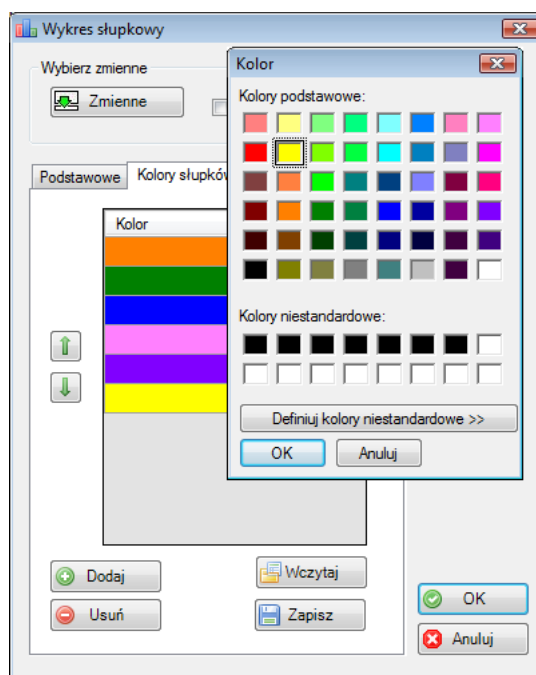 Wykres słupkowy
Wybierz zmienne
Zmienne
Kolor
Kolory podstawowe:
Podstawowe
Kolory słupków
Kolor
Kolory niestandardowe:
Definiuj kolory niestandardowe >>
OK
Anuluj
Dodaj
Wczytaj
Usuń
Zapisz
OK
Anuluj